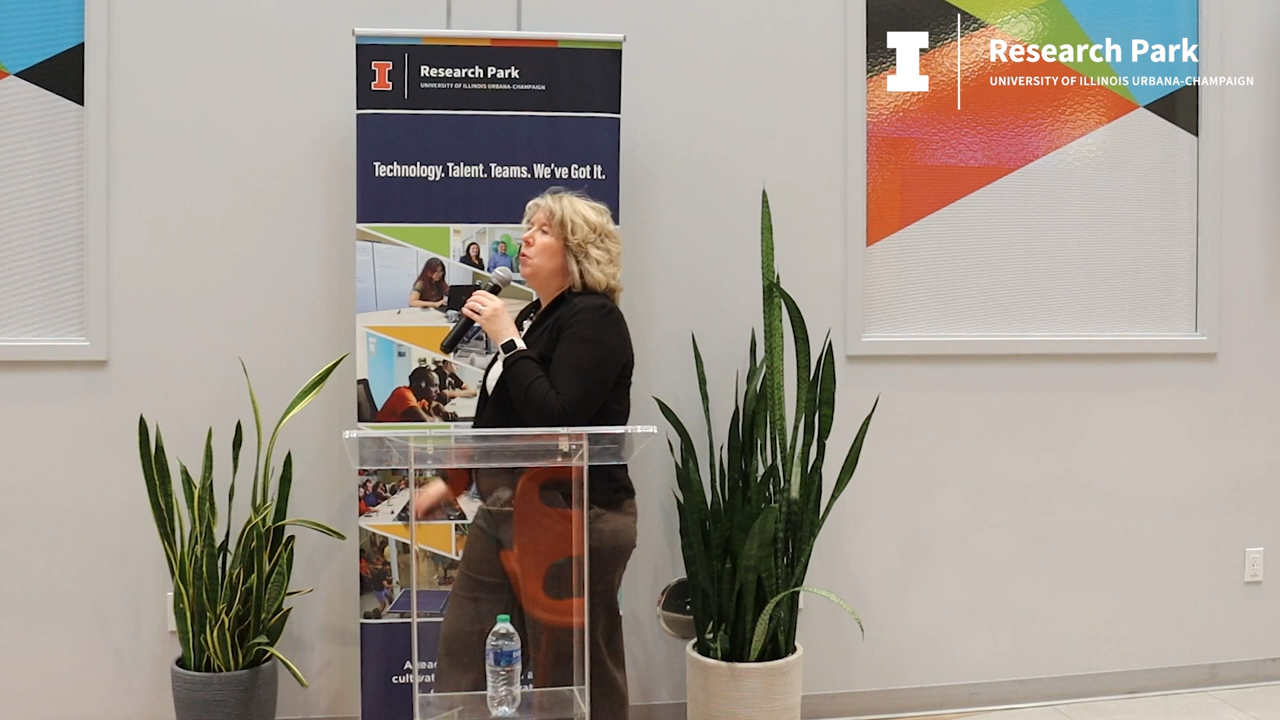 I
Research Park
UNIVERSITY OF ILLINOIS URBANA-CHAMPAIGN
Technology. Talent. Teams. We've Got It.
I
Research Park
UNIVERSITY OF ILLINOIS URBANA-CHAMPAIGN